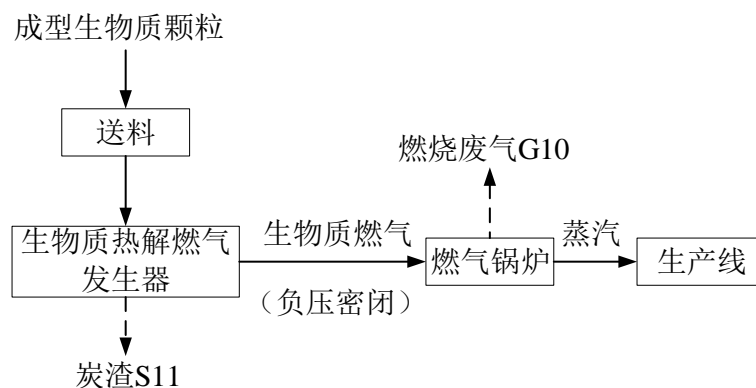 成型生物质颗粒
送料
燃烧废气G10
生物质热解燃气
发生器
生物质燃气
（负压密闭）
燃气锅炉
蒸汽
生产线
炭渣S11